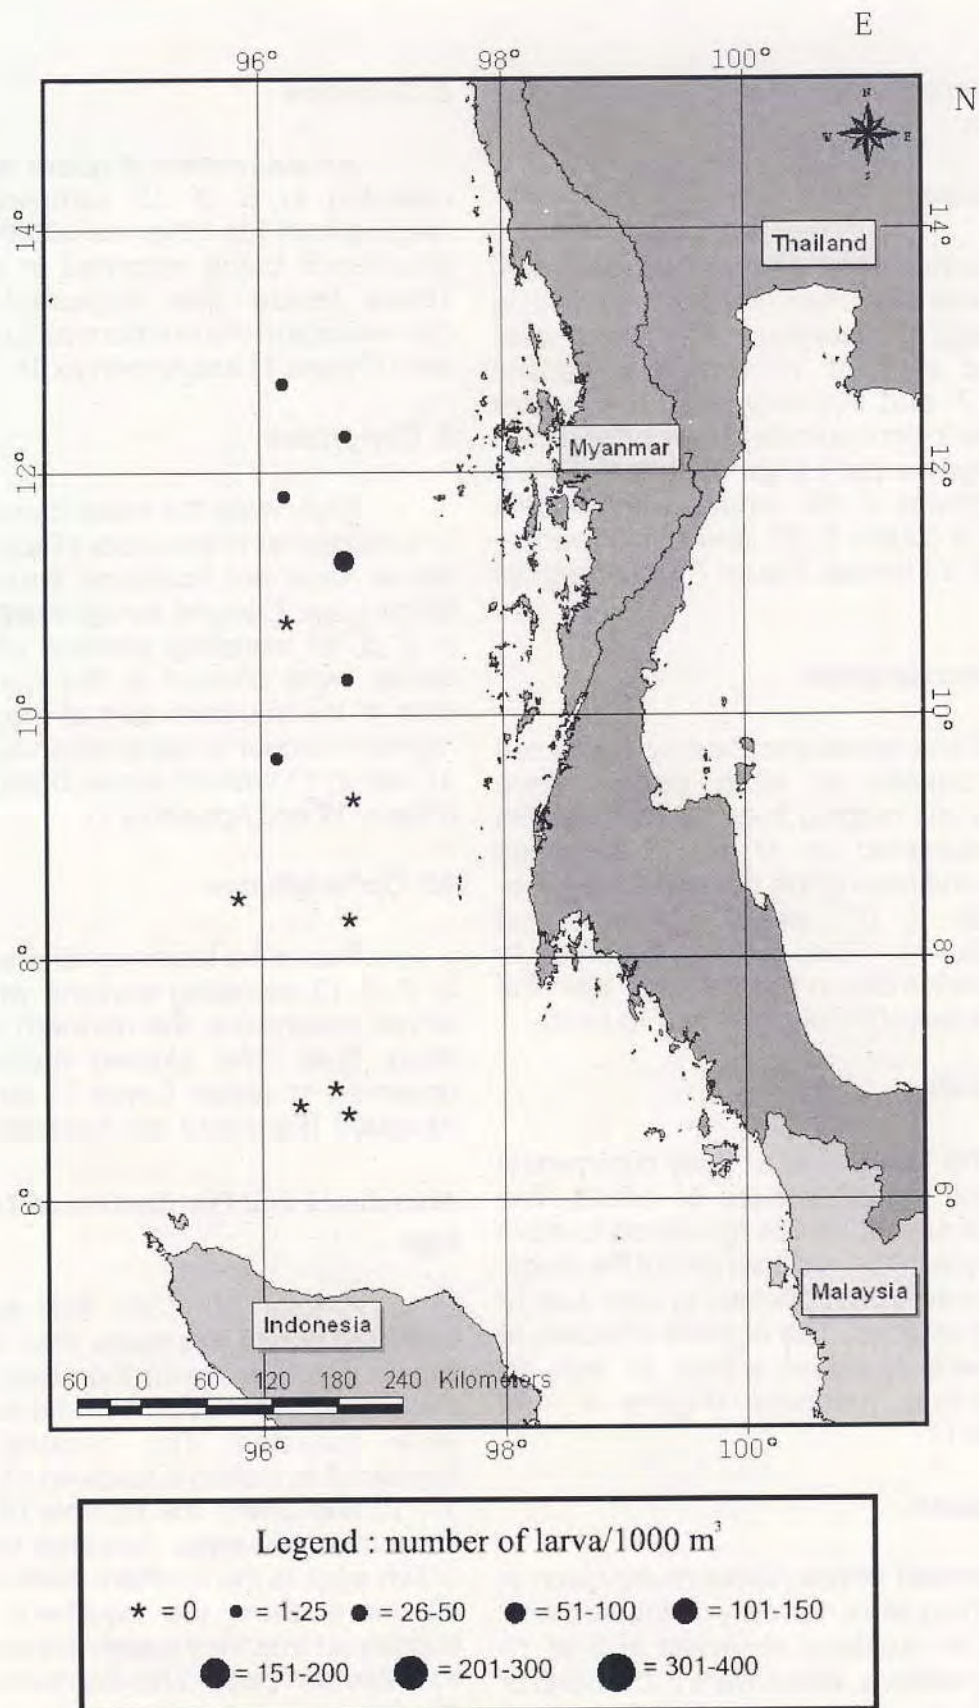 E
96° 98° 100°
N
N
W E
S
14° 14°
Thailand
Myanmar
12° 12°
10° 10°
8° 8°
6° 6°
Malaysia
Indonesia
60 0 60 120 180 240 Kilometers
96° 98° 100°
Legend : number of larva/1000 m³
* =0 = 1-25 = 26-50 = 51-100 = 101-150
= 151-200 = 201-300 = 301-400